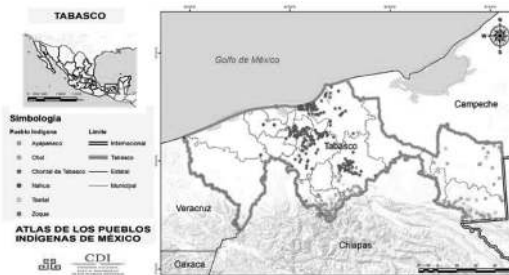 TABASCO
Simbología
Pueblo Indígena
Límite
Ayapaneco
Internacional
Chol
Tabasco
Chontal de Tabasco
Estatal
Nahua
Municipal
Tseltal
Zoque
ATLAS DE LOS PUEBLOS
INDÍGENAS DE MÉXICO
CDI
Golfo de México
N
W
E
S
Campeche
Tabasco
Veracruz
Chiapas
Oaxaca